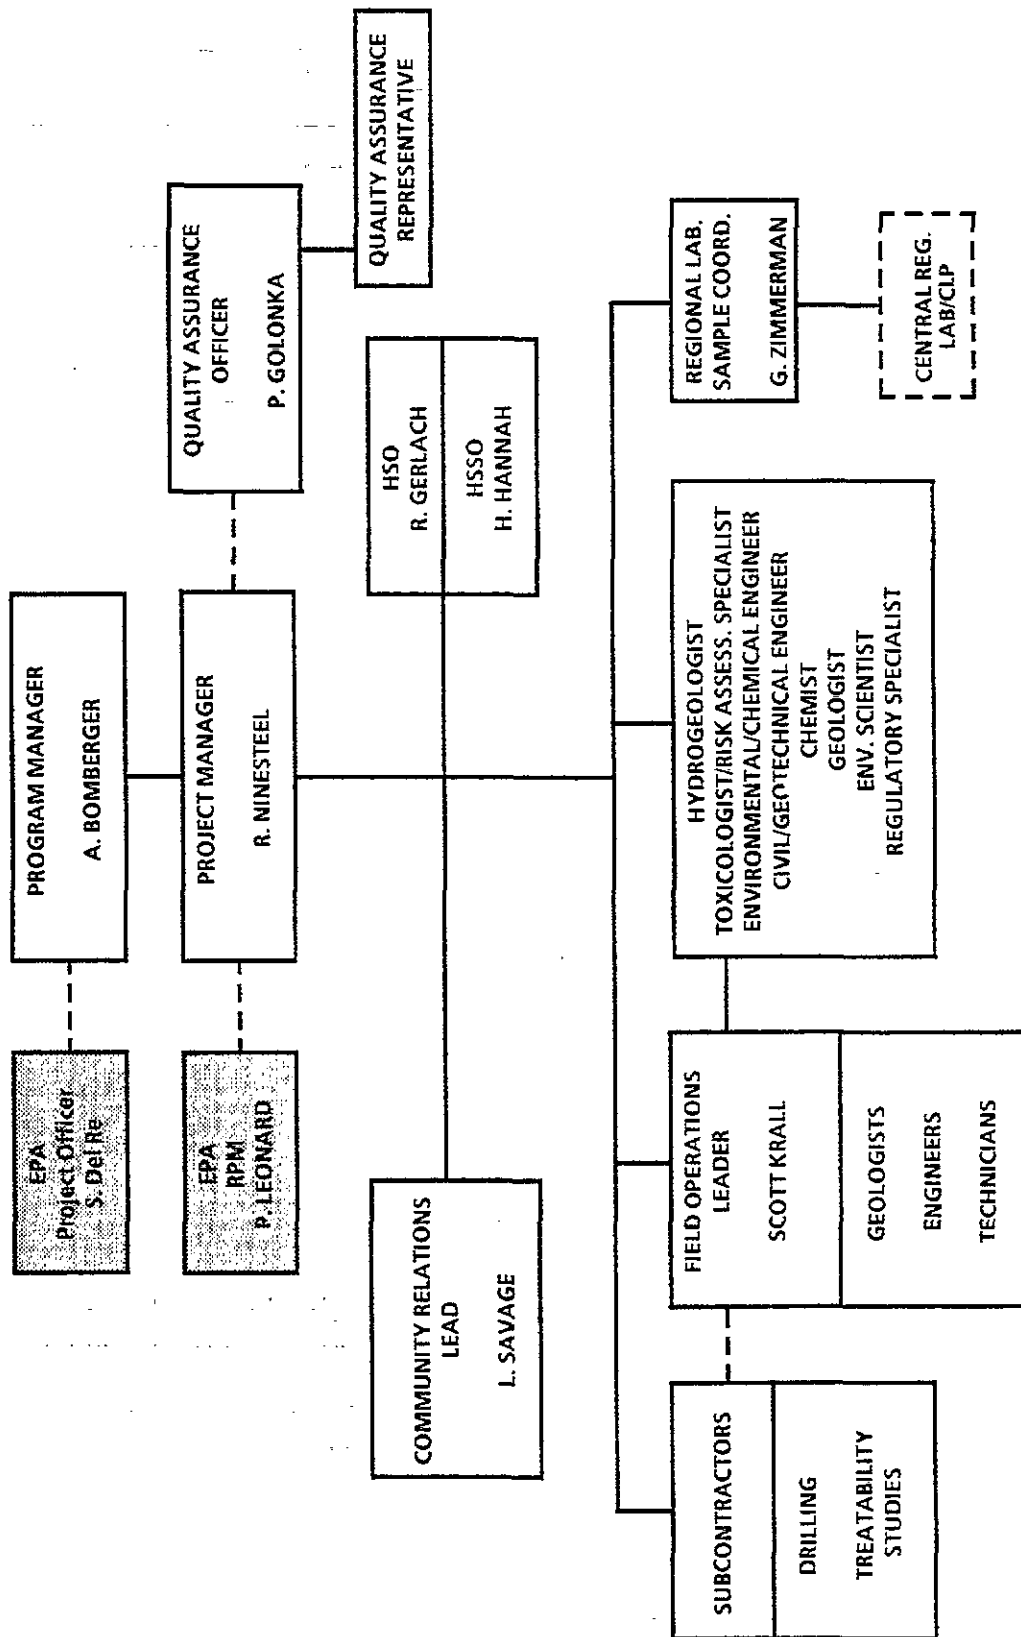 EPA
Project Officer
S. Del Re
PROGRAM MANAGER
A. BOMBERGER
EPA
RPM
P. LEONARD
PROJECT MANAGER
R. NINESTEEL
QUALITY ASSURANCE
OFFICER
P. GOLONKA
QUALITY ASSURANCE
REPRESENTATIVE
COMMUNITY RELATIONS
LEAD
L. SAVAGE
HSO
R. GERLACH
HSSO
H. HANNAH
SUBCONTRACTORS
DRILLING
TREATABILITY
STUDIES
FIELD OPERATIONS
LEADER
SCOTT KRALL
GEOLOGISTS
ENGINEERS
TECHNICIANS
HYDROGEOLOGIST
TOXICOLOGIST/RISK ASSESS. SPECIALIST
ENVIRONMENTAL/CHEMICAL ENGINEER
CIVIL/GEOTECHNICAL ENGINEER
CHEMIST
GEOLOGIST
ENV. SCIENTIST
REGULATORY SPECIALIST
REGIONAL LAB.
SAMPLE COORD.
G. ZIMMERMAN
CENTRAL REG.
LAB/CLP